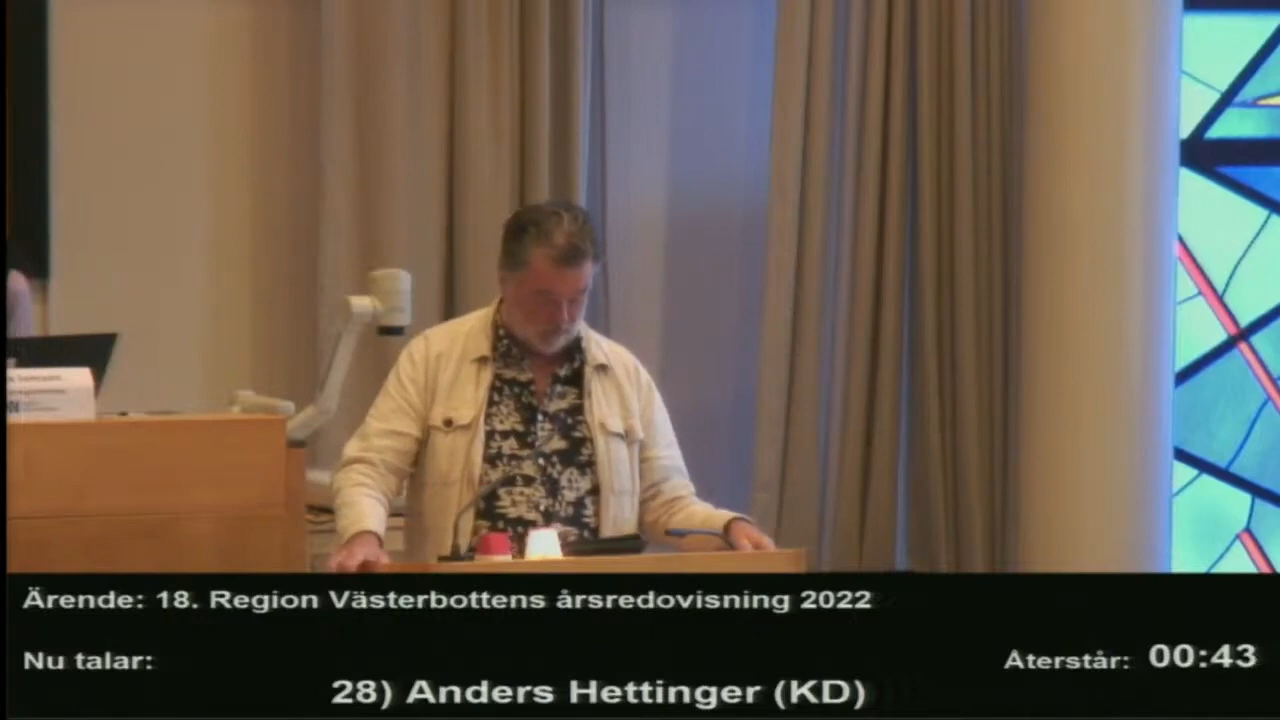 Ärende: 18. Region Västerbottens årsredovisning 2022
Nu talar:
Återstår: 00:43
28) Anders Hettinger (KD)